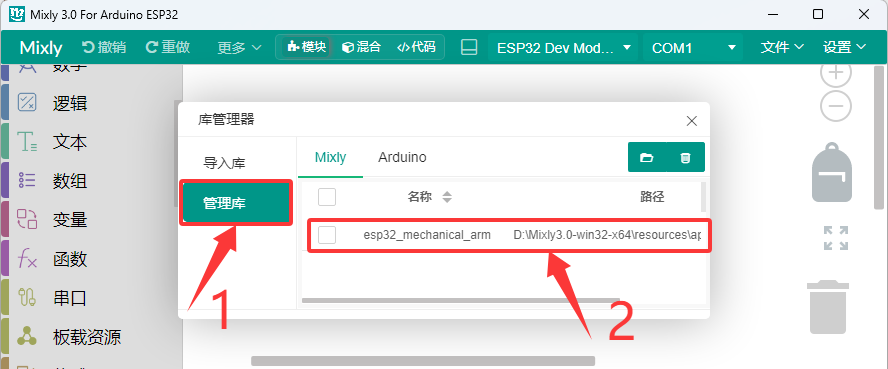 Mixly 3.0 For Arduino ESP32
Mixly 撤销 重做 更多 模块 混合 </>代码 ESP32 Dev Mod... COM1 文件 设置
数字
逻辑
文本
数组
变量
函数
串口
板载资源
库管理器
导入库
管理库
Mixly Arduino
名称 路径
esp32_mechanical_arm D:\Mixly3.0-win32-x64\resources\ap
1
2